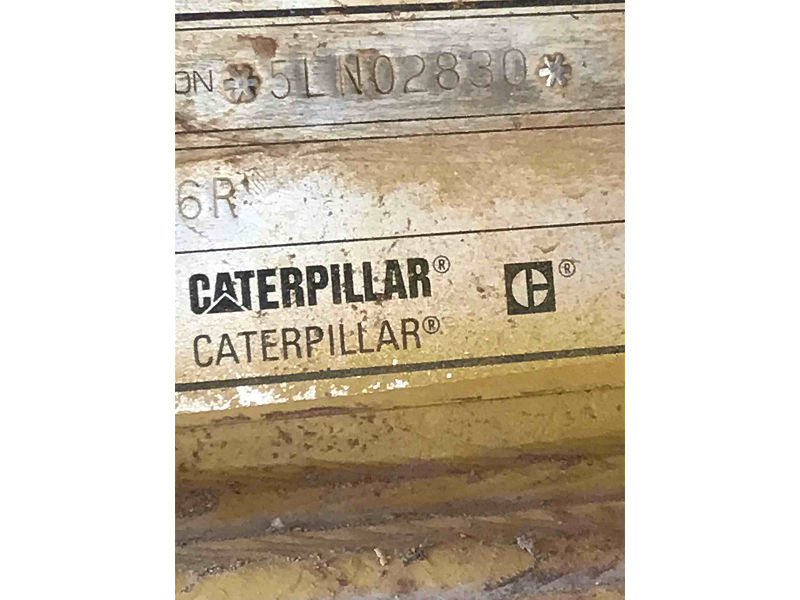 ON *5LN02830*
6R
CATERPILLAR® C®
CATERPILLAR®